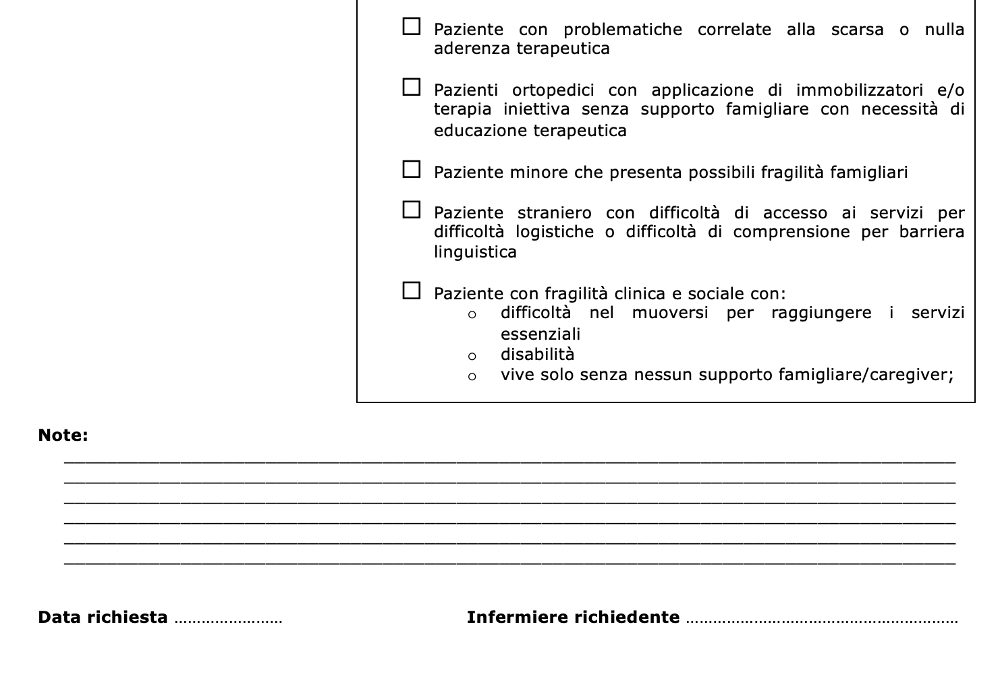 ☐ Paziente con problematiche correlate alla scarsa o nulla
aderenza terapeutica
☐ Pazienti ortopedici con applicazione di immobilizzatori e/o
terapia iniettiva senza supporto famigliare con necessità di
educazione terapeutica
☐ Paziente minore che presenta possibili fragilità famigliari
☐ Paziente straniero con difficoltà di accesso ai servizi per
difficoltà logistiche o difficoltà di comprensione per barriera
linguistica
☐ Paziente con fragilità clinica e sociale con:
o difficoltà nel muoversi per raggiungere i servizi
essenziali
o disabilità
o vive solo senza nessun supporto famigliare/caregiver;
Note:
Data richiesta ........................ Infermiere richiedente ............................................................